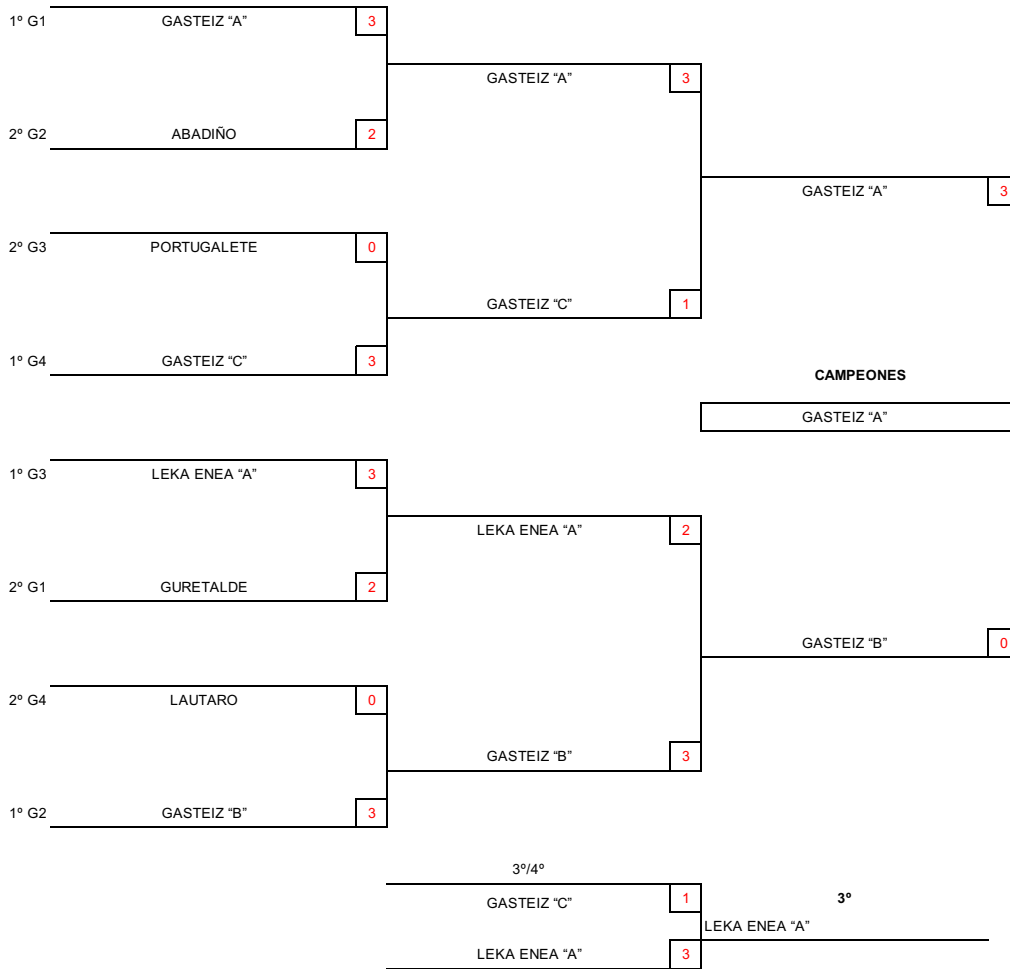 1º G1 GASTEIZ “A” 3
GASTEIZ “A” 3
2º G2 ABADIÑO 2
GASTEIZ “A” 3
2º G3 PORTUGALETE 0
GASTEIZ “C” 1
1º G4 GASTEIZ “C” 3
CAMPEONES
GASTEIZ “A”
1º G3 LEKA ENEA “A” 3
LEKA ENEA “A” 2
2º G1 GURETALDE 2
GASTEIZ “B” 0
2º G4 LAUTARO 0
GASTEIZ “B” 3
1º G2 GASTEIZ “B” 3
3º/4º
GASTEIZ “C” 1 3º
LEKA ENEA “A”
LEKA ENEA “A” 3